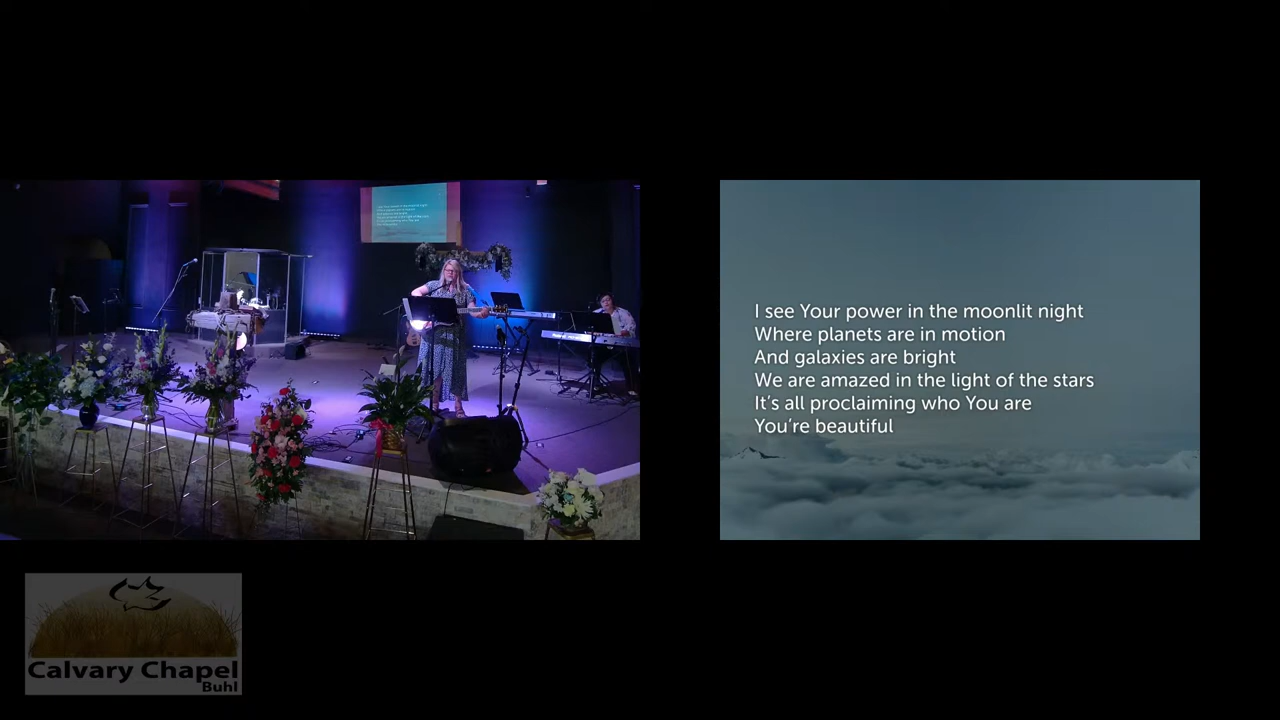 I see Your power in the moonlit night
Where planets are in motion
And galaxies are bright
We are amazed in the light of the stars
It's all proclaiming who You are
You're beautiful
Calvary Chapel
Buhl